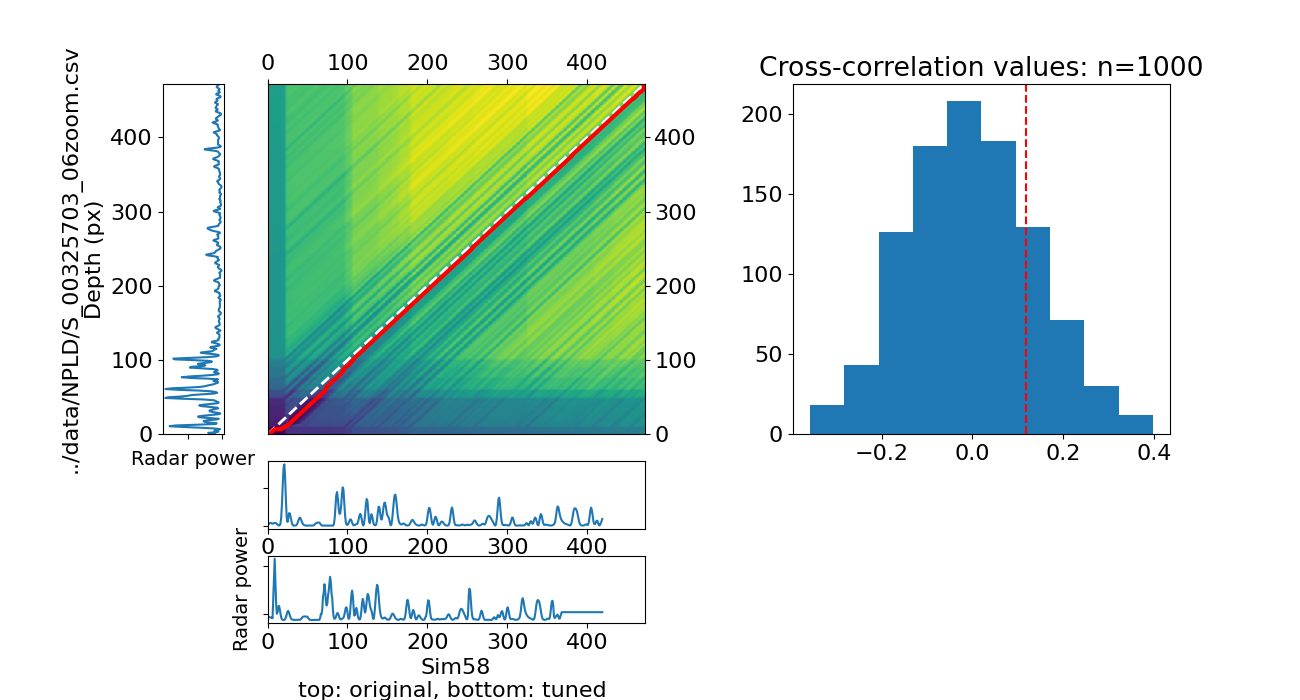 0 100 200 300 400
Cross-correlation values: n=1000
../data/NPLD/S_00325703_06zoom.csv
Depth (px)
400
300
200
100
0
400
300
200
100
0
200
150
100
50
0
−0.2 0.0 0.2 0.4
Radar power
0 100 200 300 400
Radar power
0 100 200 300 400
Sim58
top: original, bottom: tuned